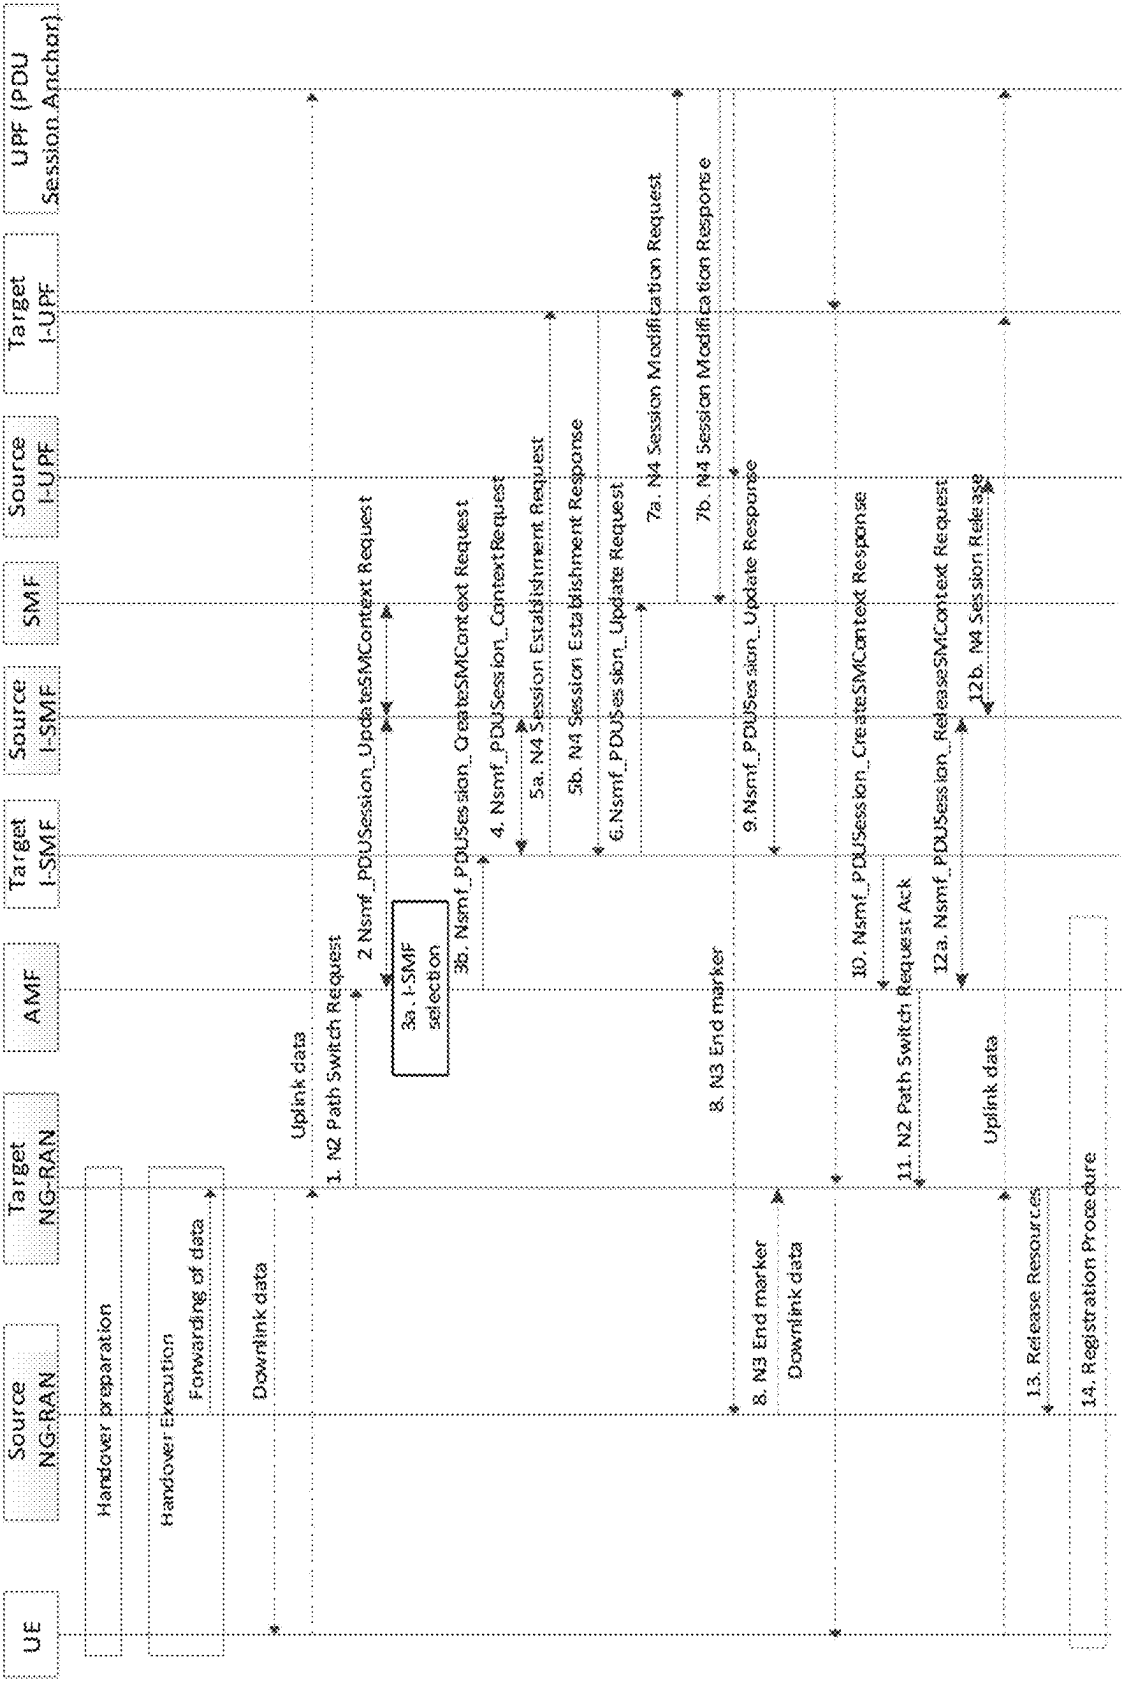 UE
Source
NG-RAN
Target
NG-RAN
AMF
Target
I-SMF
Source
I-SMF
SMF
Source
I-UPF
Target
I-UPF
UPF (PDU
Session Anchor)
Handover preparation
Handover Execution
Forwarding of data
Downlink data
Uplink data
1. N2 Path Switch Request
2 Nsmf_PDUSession_UpdateSMContext Request
3a. I-SMF
selection
3b. Nsmf_PDUSession_CreateSMContext Request
4. Nsmf_PDUSession_ContextRequest
5a. N4 Session Establishment Request
5b. N4 Session Establishment Response
6.Nsmf_PDUSession_Update Request
7a. N4 Session Modification Request
7b. N4 Session Modification Response
8. N3 End marker
8. N3 End marker
9.Nsmf_PDUSession_Update Response
Downlink data
10. Nsmf_PDUSession_CreateSMContext Response
11. N2 Path Switch Request Ack
12a. Nsmf_PDUSession_ReleaseSMContext Request
12b. N4 Session Release
Uplink data
13. Release Resources
14. Registration Procedure